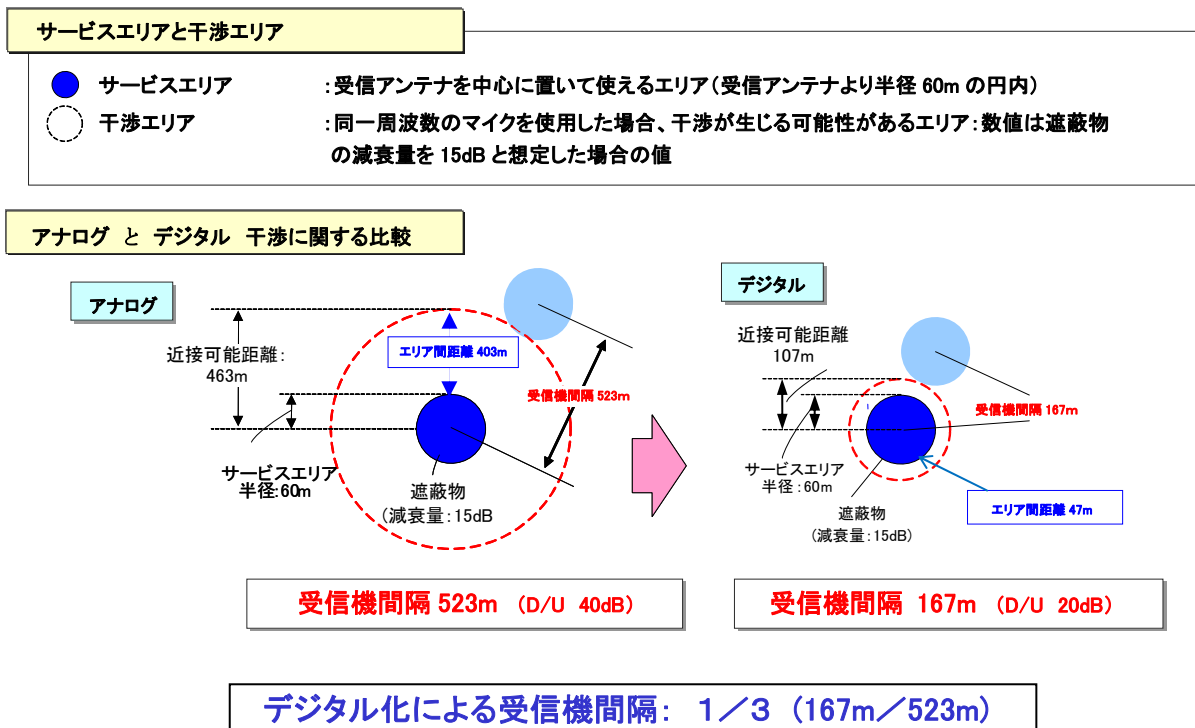 サービスエリアと干渉エリア
サービスエリア :受信アンテナを中心に置いて使えるエリア(受信アンテナより半径 60m の円内)
干渉エリア :同一周波数のマイクを使用した場合、干渉が生じる可能性があるエリア:数値は遮蔽物
の減衰量を 15dB と想定した場合の値
アナログ と デジタル 干渉に関する比較
アナログ
近接可能距離:
463m
エリア間距離 403m
受信機間隔 523m
サービスエリア
半径:60m
遮蔽物
(減衰量:15dB
受信機間隔 523m (D/U 40dB)
デジタル
近接可能距離
107m
受信機間隔 167m
サービスエリア
半径:60m
エリア間距離 47m
遮蔽物
(減衰量:15dB)
受信機間隔 167m (D/U 20dB)
デジタル化による受信機間隔: 1/3 (167m/523m)